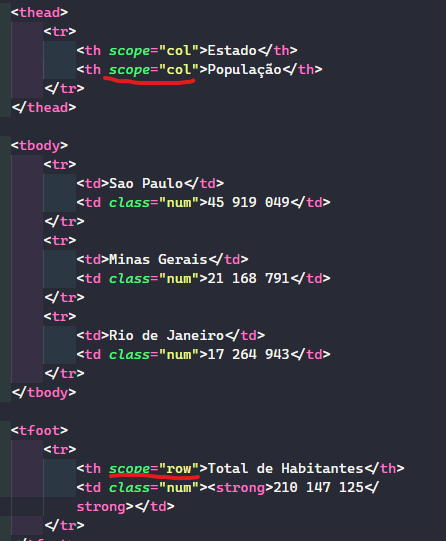 <thead>
<tr>
<th scope="col">Estado</th>
<th scope="col">População</th>
</tr>
</thead>
<tbody>
<tr>
<td>Sao Paulo</td>
<td class="num">45 919 049</td>
</tr>
<tr>
<td>Minas Gerais</td>
<td class="num">21 168 791</td>
</tr>
<tr>
<td>Rio de Janeiro</td>
<td class="num">17 264 943</td>
</tr>
</tbody>
<tfoot>
<tr>
<th scope="row">Total de Habitantes</th>
<td class="num"><strong>210 147 125</
strong></td>
</tr>